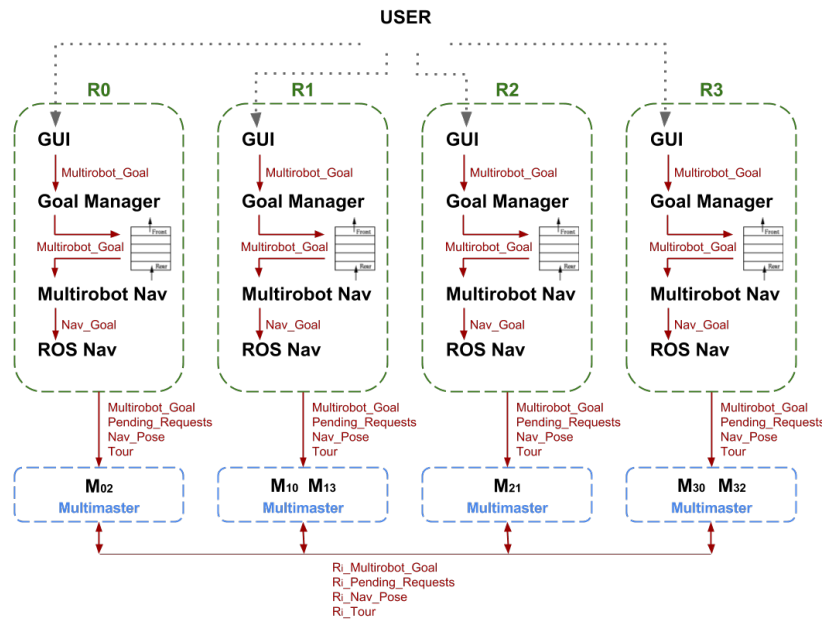 USER
R0
GUI
Multirobot_Goal
Goal Manager
Front
Multirobot_Goal
Rear
Multirobot Nav
Nav_Goal
ROS Nav
Multirobot_Goal
Pending_Requests
Nav_Pose
Tour
M02
Multimaster
R1
GUI
Multirobot_Goal
Goal Manager
Front
Multirobot_Goal
Rear
Multirobot Nav
Nav_Goal
ROS Nav
Multirobot_Goal
Pending_Requests
Nav_Pose
Tour
M10 M13
Multimaster
R2
GUI
Multirobot_Goal
Goal Manager
Front
Multirobot_Goal
Rear
Multirobot Nav
Nav_Goal
ROS Nav
Multirobot_Goal
Pending_Requests
Nav_Pose
Tour
M21
Multimaster
R3
GUI
Multirobot_Goal
Goal Manager
Front
Multirobot_Goal
Rear
Multirobot Nav
Nav_Goal
ROS Nav
Multirobot_Goal
Pending_Requests
Nav_Pose
Tour
M30 M32
Multimaster
Ri_Multirobot_Goal
Ri_Pending_Requests
Ri_Nav_Pose
Ri_Tour